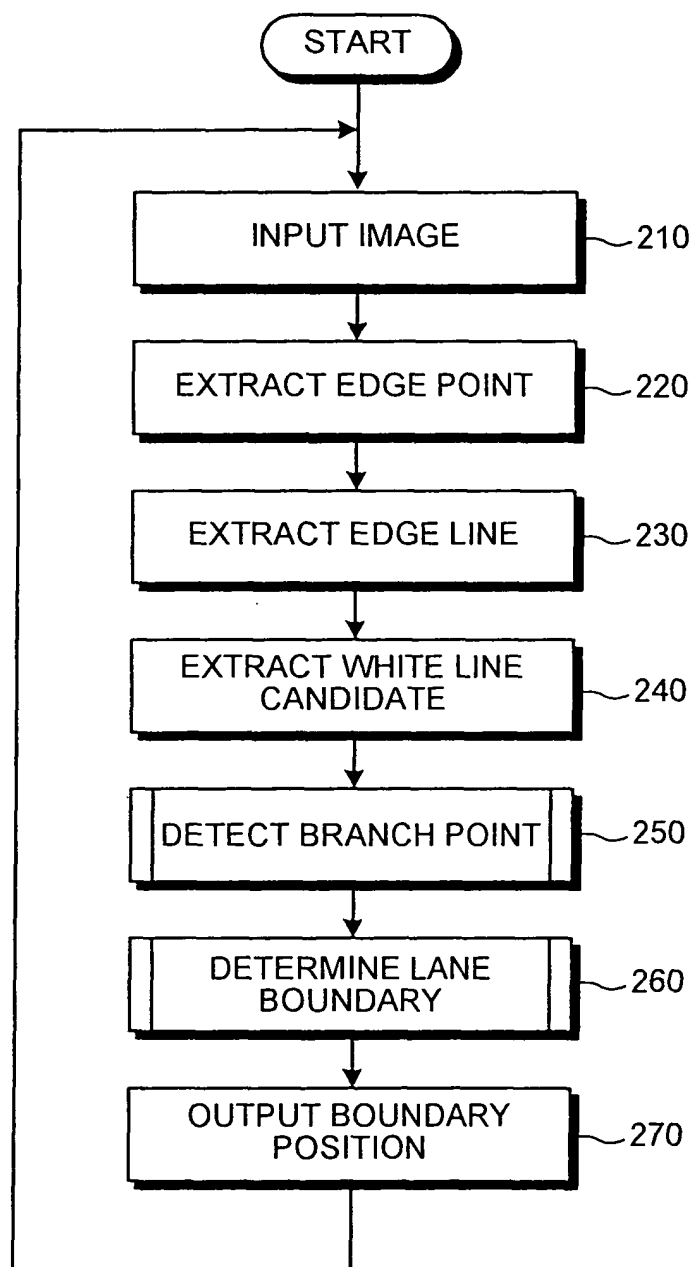 START
INPUT IMAGE
210
EXTRACT EDGE POINT
220
EXTRACT EDGE LINE
230
EXTRACT WHITE LINE
CANDIDATE
240
DETECT BRANCH POINT
250
DETERMINE LANE
BOUNDARY
260
OUTPUT BOUNDARY
POSITION
270